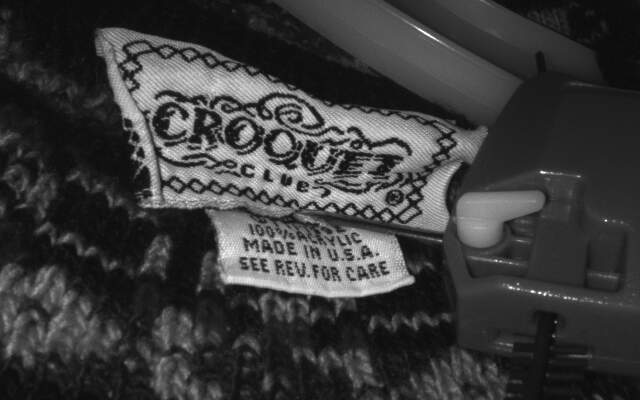 CROQUET
CLUB
®
100% ACRYLIC
MADE IN U.S.A.
SEE REV. FOR CARE